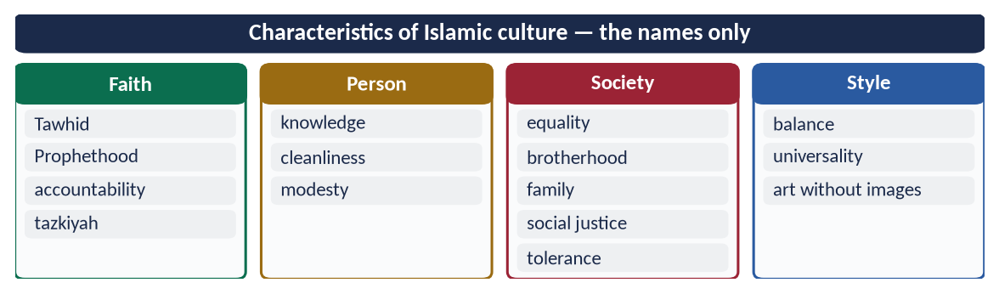 Characteristics of Islamic culture — the names only
Faith
Tawhid
Prophethood
accountability
tazkiyah
Person
knowledge
cleanliness
modesty
Society
equality
brotherhood
family
social justice
tolerance
Style
balance
universality
art without images